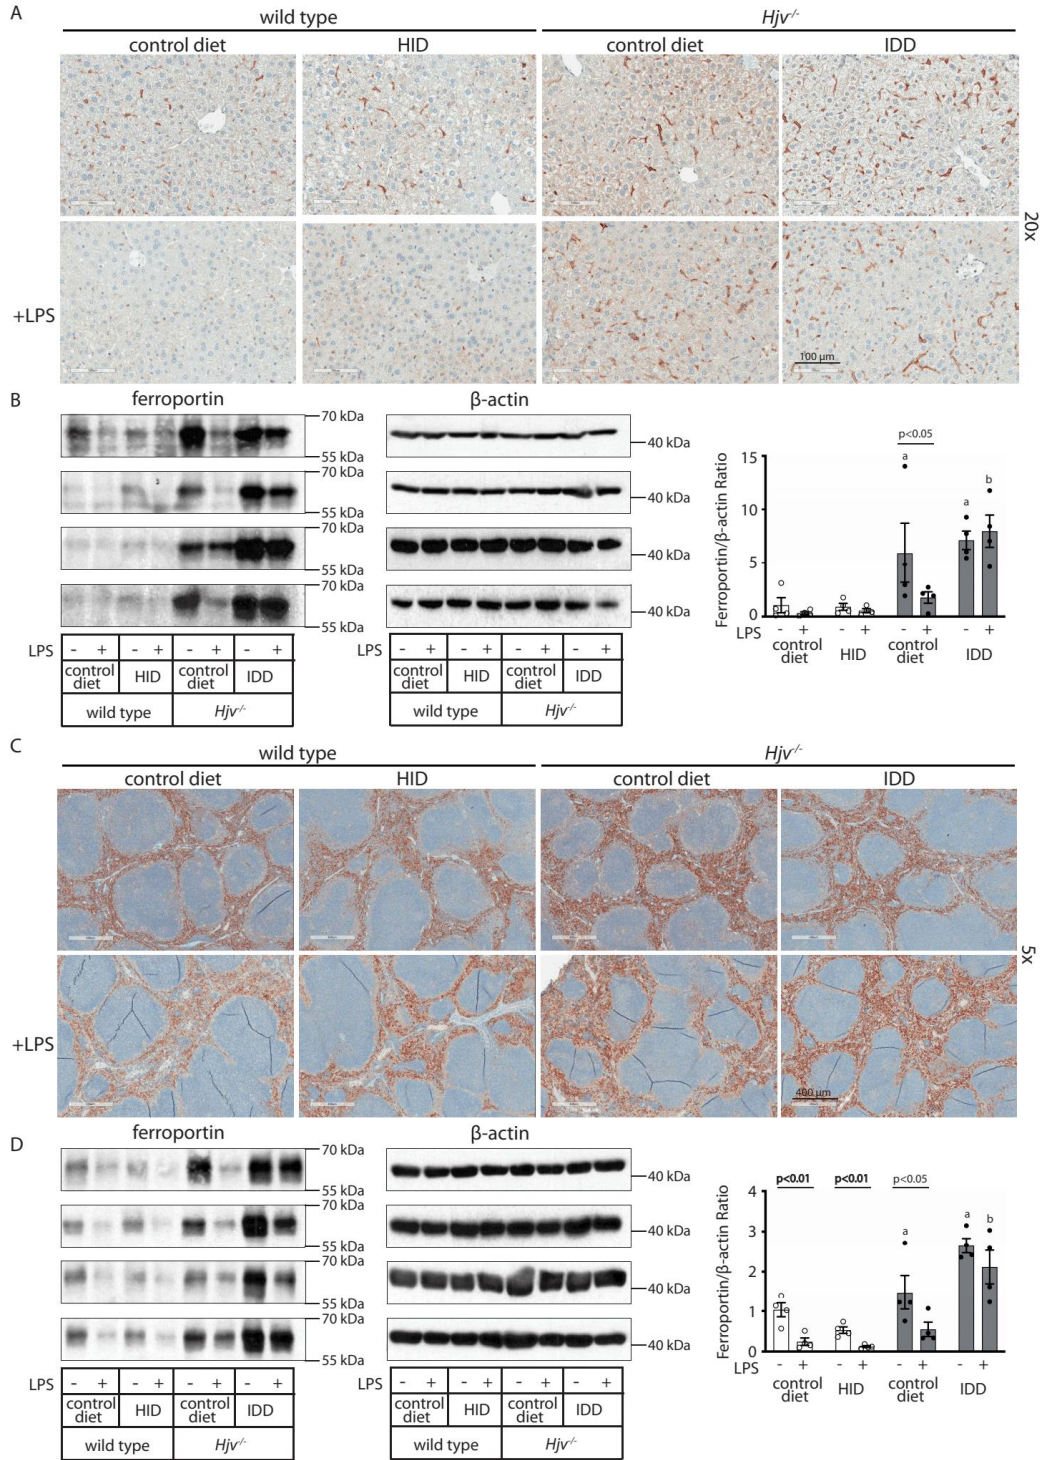 A
wild type
Hjv-/-
control diet
HID
control diet
IDD
20x
+LPS
100 µm
B
ferroportin
β-actin
70 kDa
55 kDa
70 kDa
55 kDa
70 kDa
55 kDa
70 kDa
55 kDa
40 kDa
40 kDa
40 kDa
40 kDa
LPS - + - + - + - +
control diet HID control diet IDD
wild type Hjv-/-
LPS - + - + - + - +
control diet HID control diet IDD
wild type Hjv-/-
Ferroportin/β-actin Ratio
15
10
5
0
p<0.05
a
a
b
LPS - + - + - + - +
control diet HID control diet IDD
C
wild type
Hjv-/-
control diet
HID
control diet
IDD
5x
+LPS
400 µm
D
ferroportin
β-actin
70 kDa
55 kDa
70 kDa
55 kDa
70 kDa
55 kDa
70 kDa
55 kDa
40 kDa
40 kDa
40 kDa
40 kDa
LPS - + - + - + - +
control diet HID control diet IDD
wild type Hjv-/-
LPS - + - + - + - +
control diet HID control diet IDD
wild type Hjv-/-
Ferroportin/β-actin Ratio
4
3
2
1
0
p<0.01
p<0.01
p<0.05
a
a
b
LPS - + - + - + - +
control diet HID control diet IDD